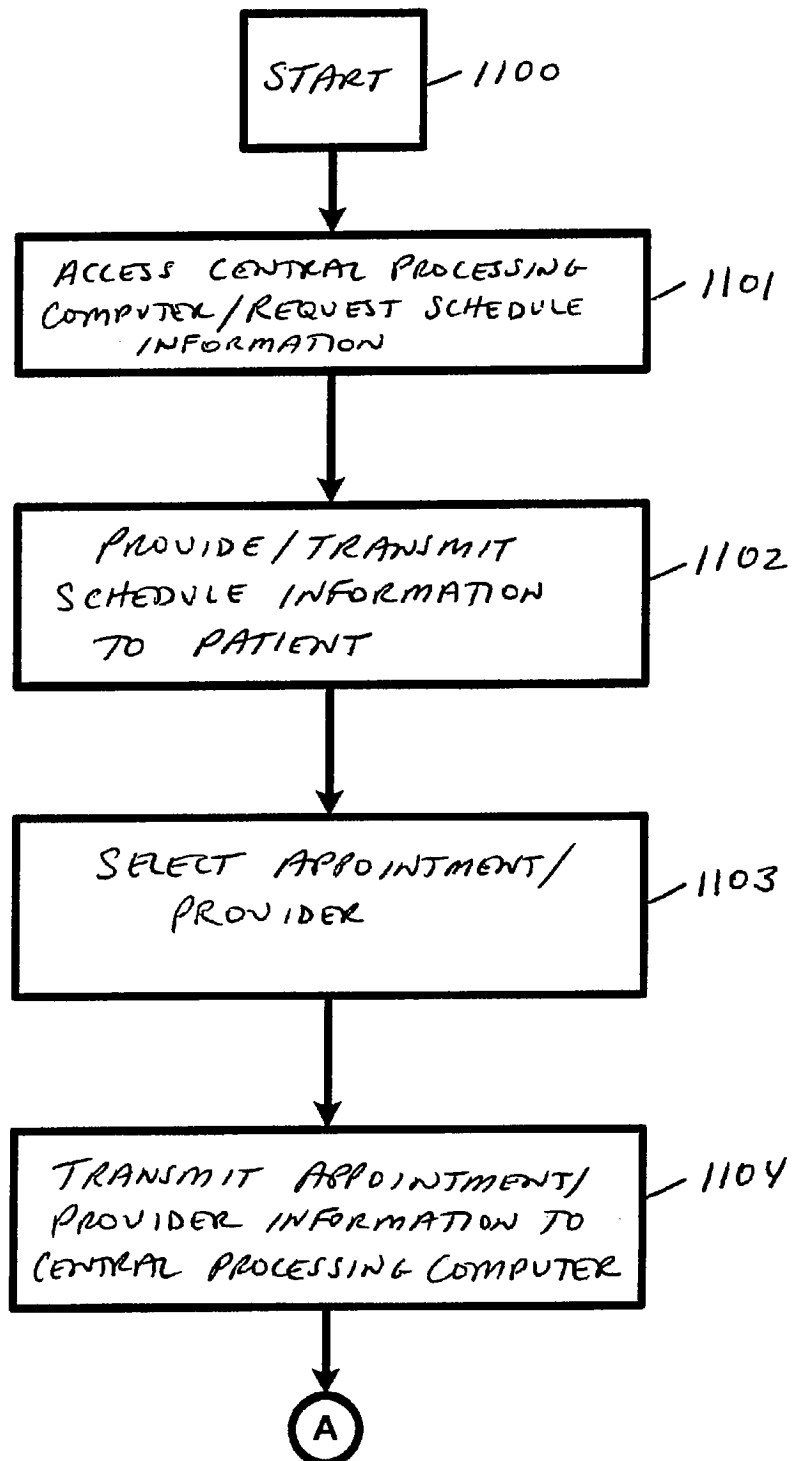 START
1100
ACCESS CENTRAL PROCESSING
COMPUTER/REQUEST SCHEDULE
INFORMATION
1101
PROVIDE/TRANSMIT
SCHEDULE INFORMATION
TO PATIENT
1102
SELECT APPOINTMENT/
PROVIDER
1103
TRANSMIT APPOINTMENT/
PROVIDER INFORMATION TO
CENTRAL PROCESSING COMPUTER
1104
A